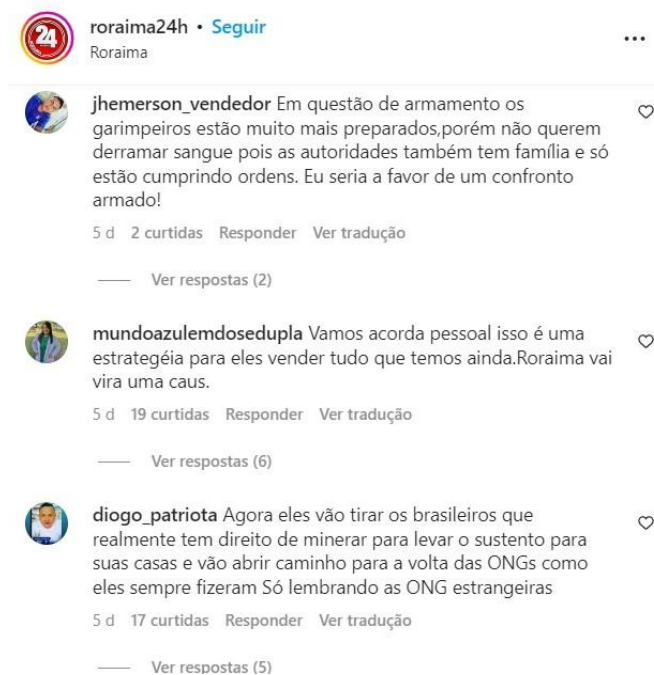 24
roraima24h • Seguir
Roraima
jhemerson_vendedor Em questão de armamento os
garimpeiros estão muito mais preparados,porém não querem
derramar sangue pois as autoridades também tem família e só
estão cumprindo ordens. Eu seria a favor de um confronto
armado!
5 d 2 curtidas Responder Ver tradução
Ver respostas (2)
mundoazulemdosedupla Vamos acorda pessoal isso é uma
estrategéia para eles vender tudo que temos ainda.Roraima vai
vira uma caus.
5 d 19 curtidas Responder Ver tradução
Ver respostas (6)
diogo_patriota Agora eles vão tirar os brasileiros que
realmente tem direito de minerar para levar o sustento para
suas casas e vão abrir caminho para a volta das ONGs como
eles sempre fizeram Só lembrando as ONG estrangeiras
5 d 17 curtidas Responder Ver tradução
Ver respostas (5)